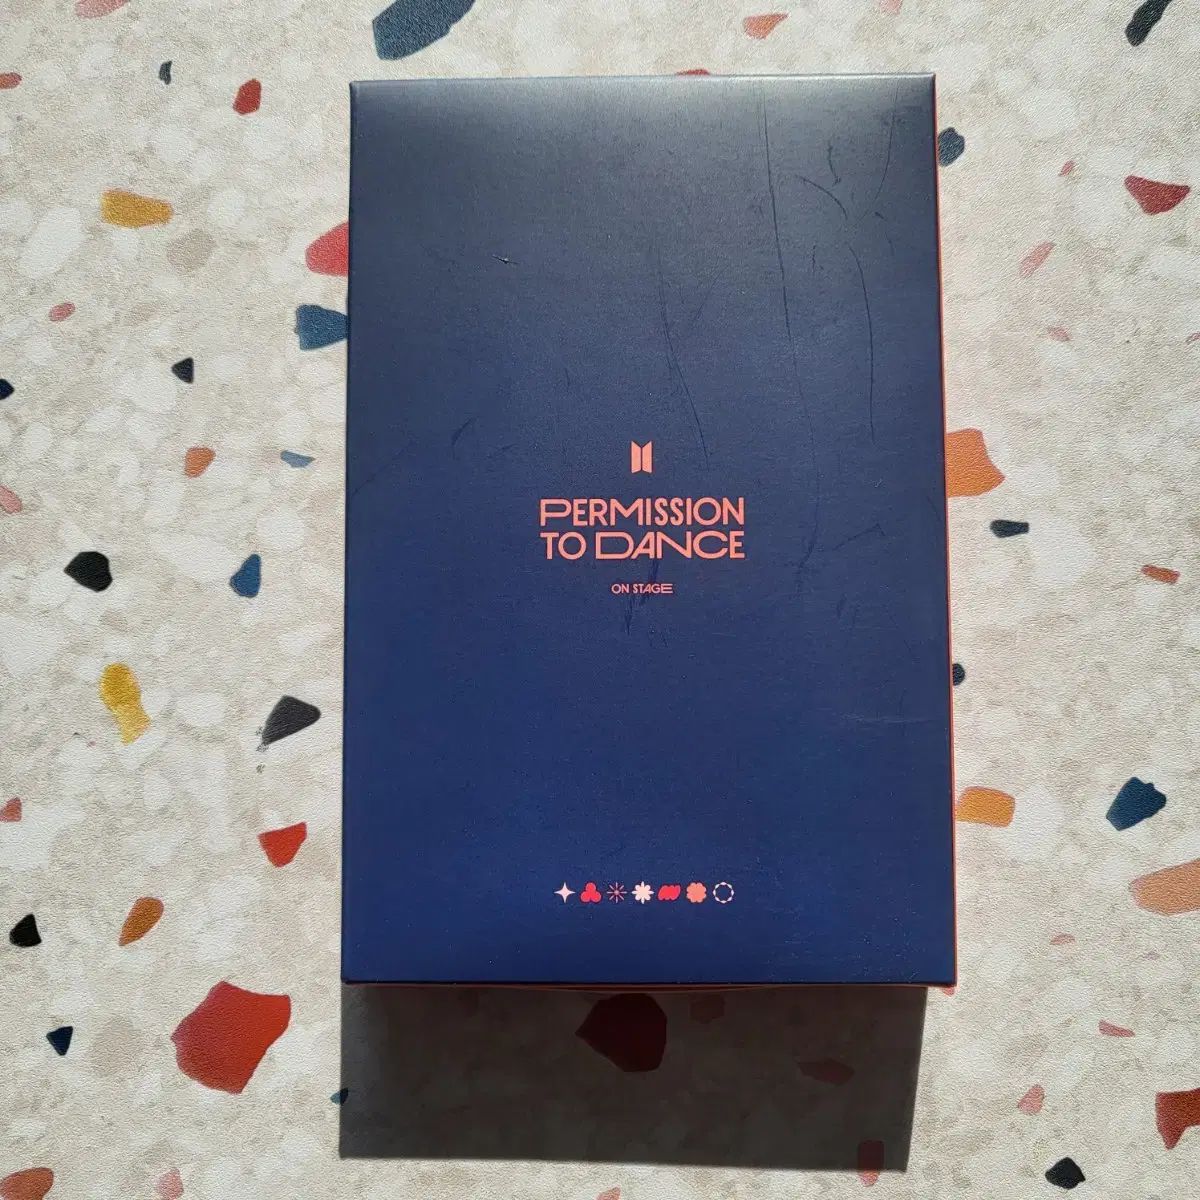 PERMISSION
TO DANCE
ON STAGE